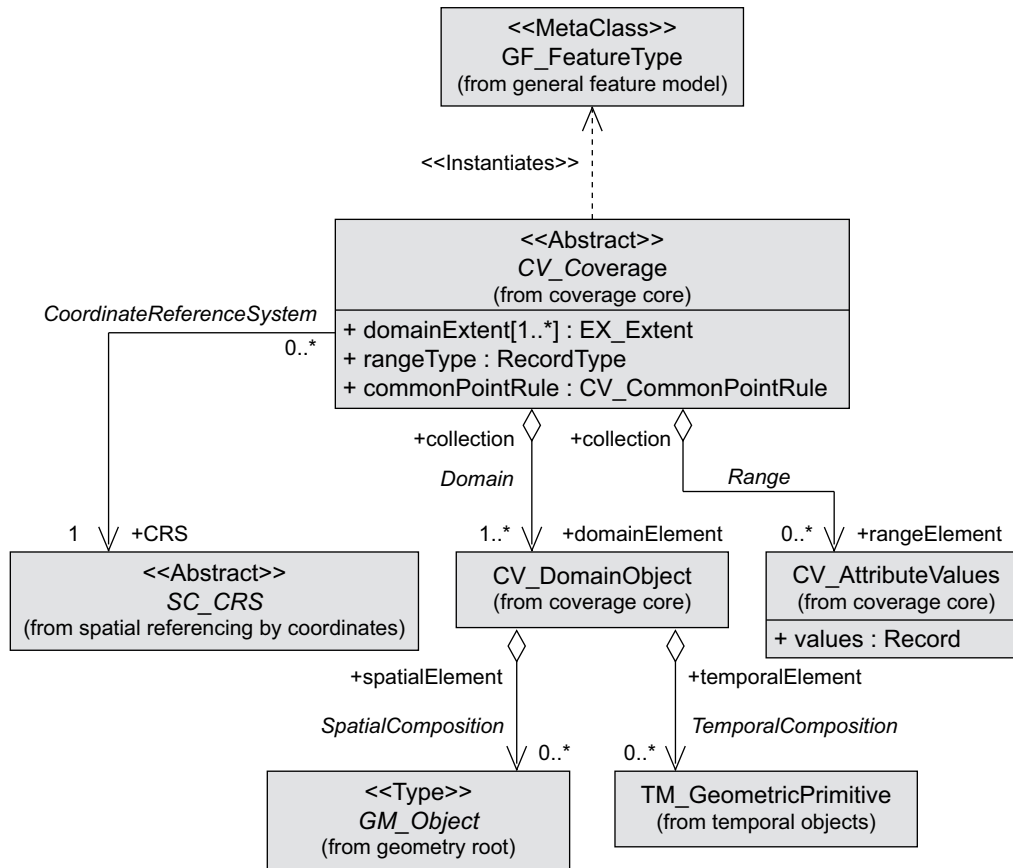 <<MetaClass>>
GF_FeatureType
(from general feature model)
<<Instantiates>>
<<Abstract>>
CV_Coverage
(from coverage core)
+ domainExtent[1..*] : EX_Extent
+ rangeType : RecordType
+ commonPointRule : CV_CommonPointRule
CoordinateReferenceSystem
0..*
+collection
+collection
Domain
Range
1
+CRS
1..*
+domainElement
0..*
+rangeElement
<<Abstract>>
SC_CRS
(from spatial referencing by coordinates)
CV_DomainObject
(from coverage core)
CV_AttributeValues
(from coverage core)
+ values : Record
+spatialElement
+temporalElement
SpatialComposition
TemporalComposition
0..*
0..*
<<Type>>
GM_Object
(from geometry root)
TM_GeometricPrimitive
(from temporal objects)